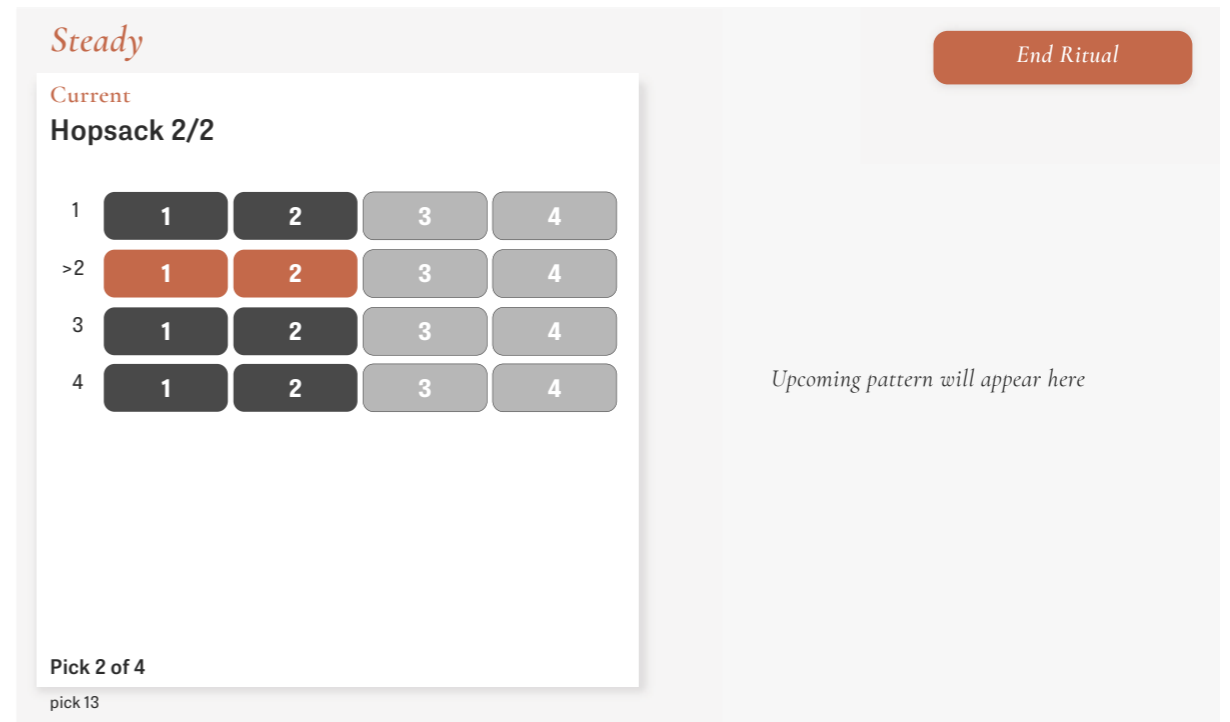 Steady
End Ritual
Current
Hopsack 2/2
1 1 2 3 4
>2 1 2 3 4
3 1 2 3 4
4 1 2 3 4
Upcoming pattern will appear here
Pick 2 of 4
pick 13